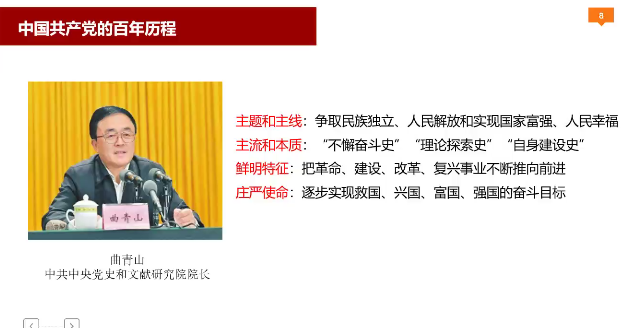 中国共产党的百年历程
8
主题和主线：争取民族独立、人民解放和实现国家富强、人民幸福
主流和本质：“不懈奋斗史”“理论探索史”“自身建设史”
鲜明特征：把革命、建设、改革、复兴事业不断推向前进
庄严使命：逐步实现救国、兴国、富国、强国的奋斗目标
曲青山
曲青山
中共中央党史和文献研究院院长